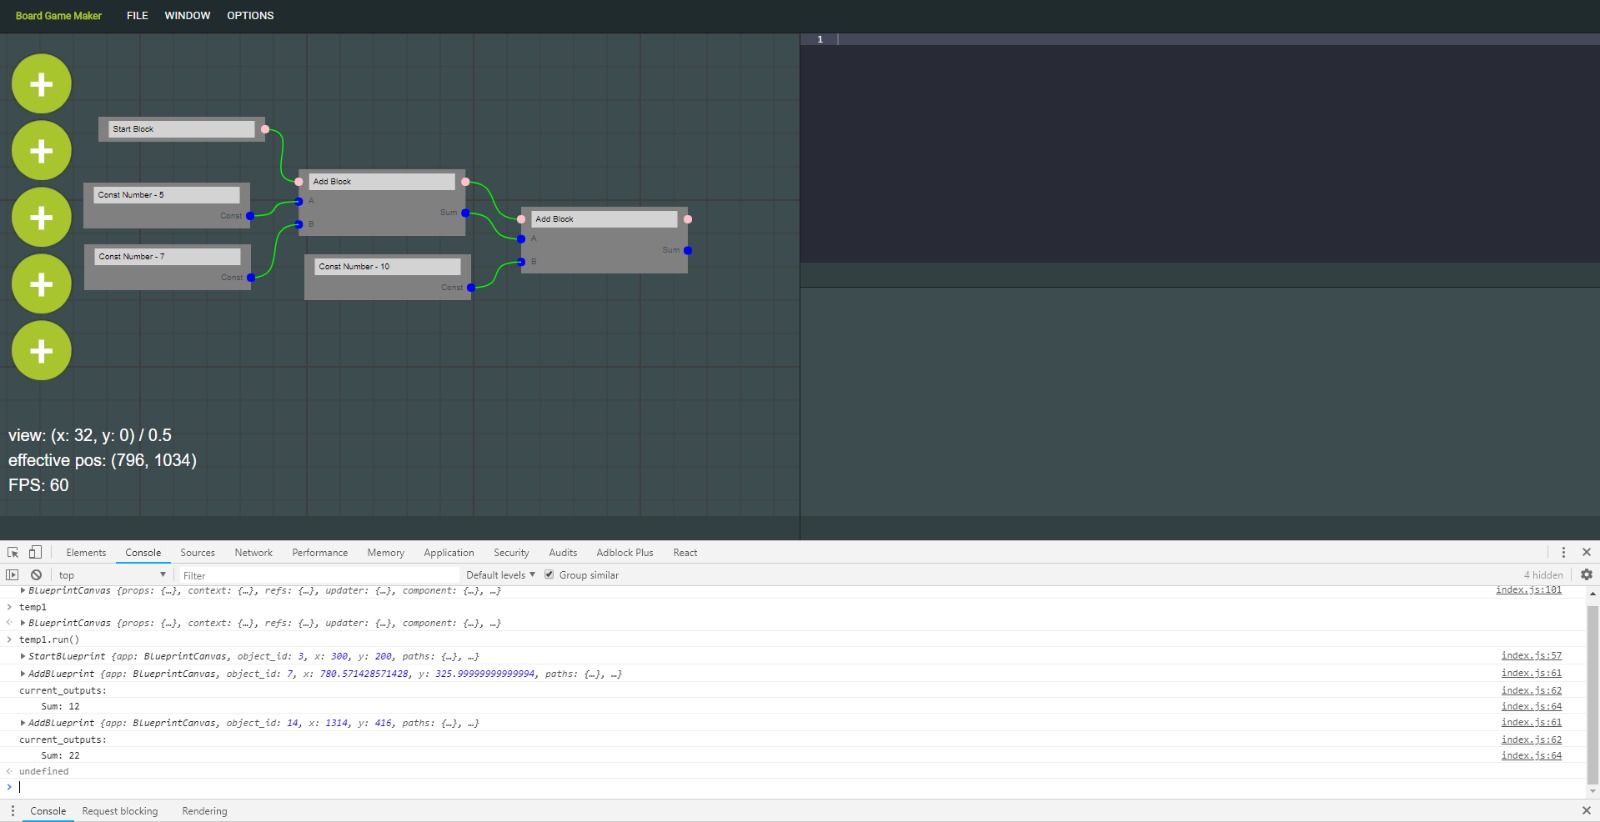 Board Game Maker FILE WINDOW OPTIONS
1
Start Block
Const Number - 5
Const
Const Number - 7
Const
Add Block
A
Sum
B
Const Number - 10
Const
Add Block
A
Sum
B
view: (x: 32, y: 0) / 0.5
effective pos: (796, 1034)
FPS: 60
Elements Console Sources Network Performance Memory Application Security Audits Adblock Plus React
top Filter Default levels Group similar 4 hidden
BlueprintCanvas {props: {…}, context: {…}, refs: {…}, updater: {…}, component: {…}, …} index.js:101
temp1
BlueprintCanvas {props: {…}, context: {…}, refs: {…}, updater: {…}, component: {…}, …}
temp1.run()
StartBlueprint {app: BlueprintCanvas, object_id: 3, x: 300, y: 200, paths: {…}, …} index.js:57
AddBlueprint {app: BlueprintCanvas, object_id: 7, x: 780.571428571428, y: 325.99999999999994, paths: {…}, …} index.js:61
current_outputs: index.js:62
Sum: 12 index.js:64
AddBlueprint {app: BlueprintCanvas, object_id: 14, x: 1314, y: 416, paths: {…}, …} index.js:61
current_outputs: index.js:62
Sum: 22 index.js:64
undefined
Console Request blocking Rendering